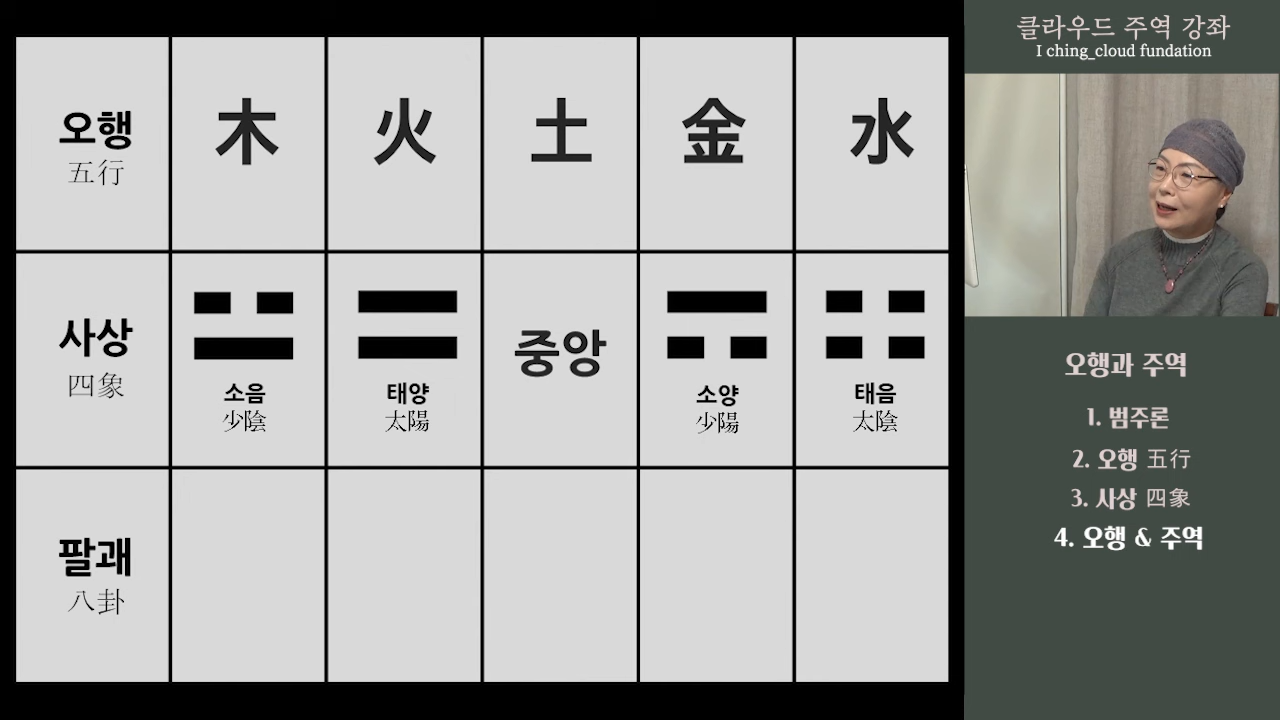 오행
五行
木
火
土
金
水
사상
四象
소음
少陰
태양
太陽
중앙
소양
少陽
태음
太陰
팔괘
八卦
클라우드 주역 강좌
I ching_cloud fundation
오행과 주역
1. 범주론
2. 오행 五行
3. 사상 四象
4. 오행 & 주역